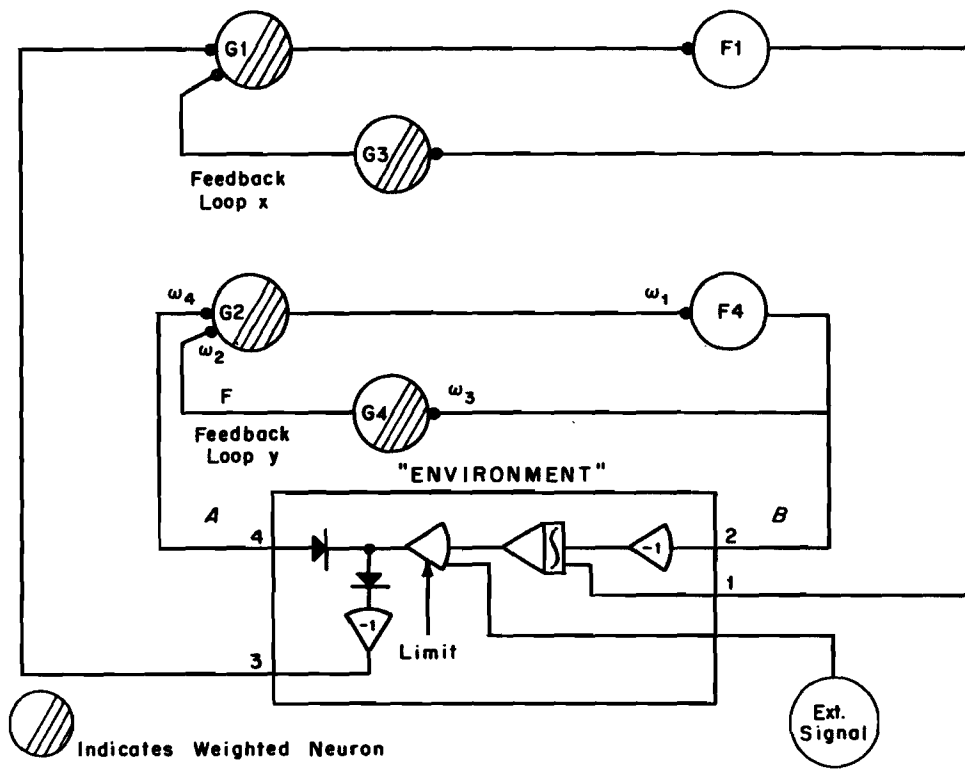 G1
F1
G3
Feedback
Loop x
ω4
G2
ω1
F4
ω2
F
G4
ω3
Feedback
Loop y
"ENVIRONMENT"
A
4
-1
2
B
1
-1
Limit
3
Ext.
Signal
Indicates Weighted Neuron